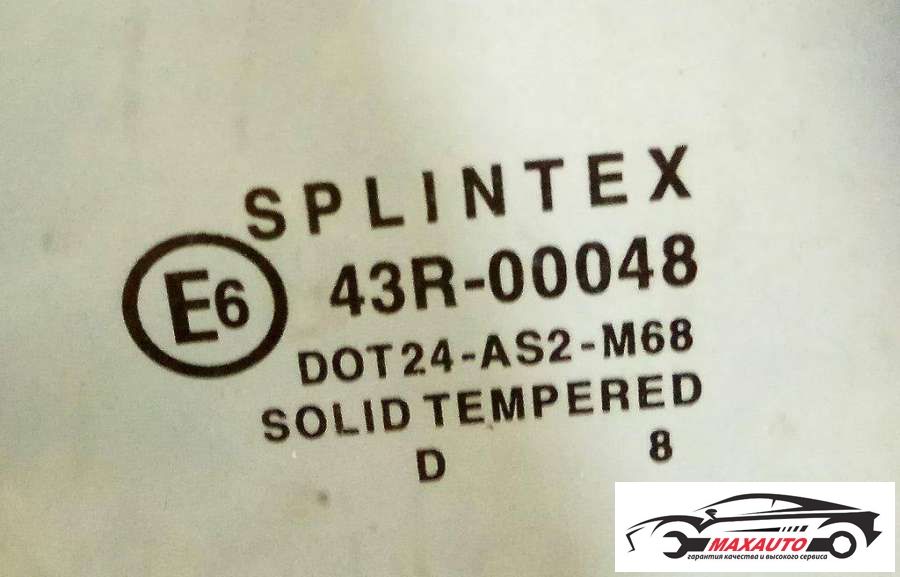 SPLINTEX
E6
43R-00048
DOT24-AS2-M68
SOLID TEMPERED
D 8
MAXAUTO
гарантия качества и высокого сервиса